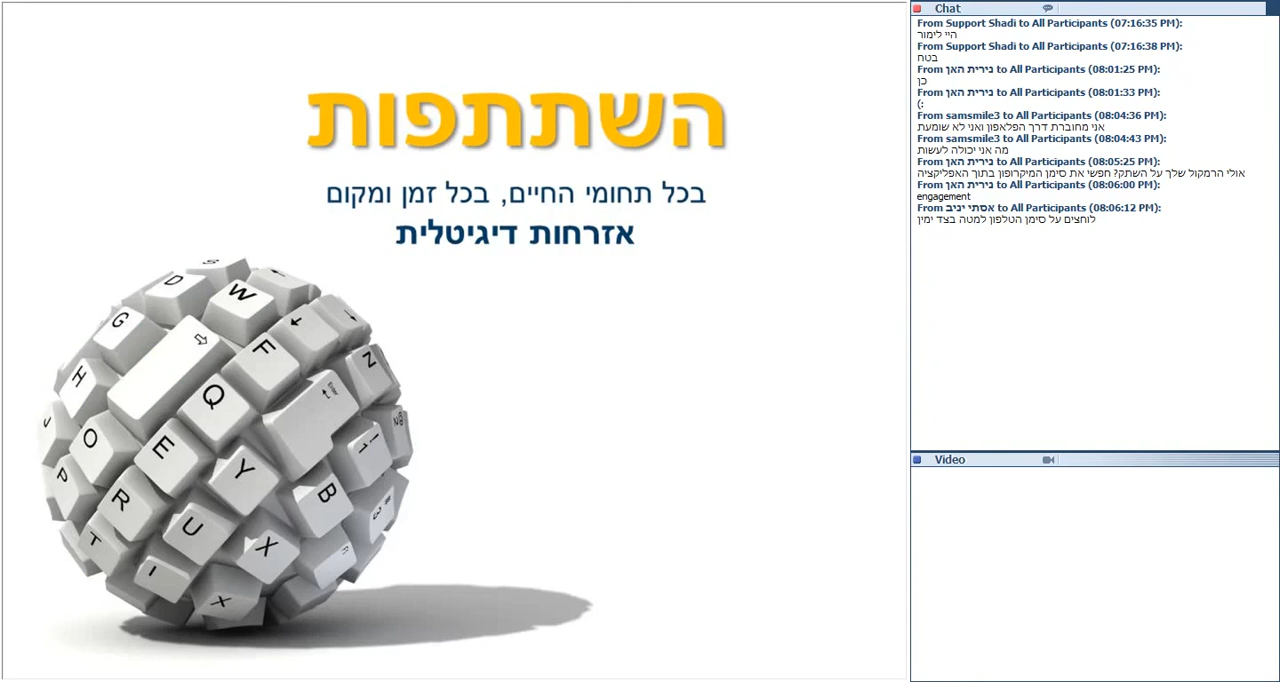 השתתפות
בכל תחומי החיים, בכל זמן ומקום
אזרחות דיגיטלית
S
D
W
G
F
Z
H
Q
Enter
J
O
E
N
P
R
Y
B
1
!
T
U
X
3
I
X
Chat
From Support Shadi to All Participants (07:16:35 PM):
היי לימור
From Support Shadi to All Participants (07:16:38 PM):
בטח
From נירית האן to All Participants (08:01:25 PM):
כן
From נירית האן to All Participants (08:01:33 PM):
(:
From samsmile3 to All Participants (08:04:36 PM):
אני מחוברת דרך הפלאפון ואני לא שומעת
From samsmile3 to All Participants (08:04:43 PM):
מה אני יכולה לעשות
From נירית האן to All Participants (08:05:25 PM):
אולי הרמקול שלך על השתק? חפשי את סימן המיקרופון בתוך האפליקציה
From נירית האן to All Participants (08:06:00 PM):
engagement
From אסתי יניב to All Participants (08:06:12 PM):
לוחצים על סימן הטלפון למטה בצד ימין
Video